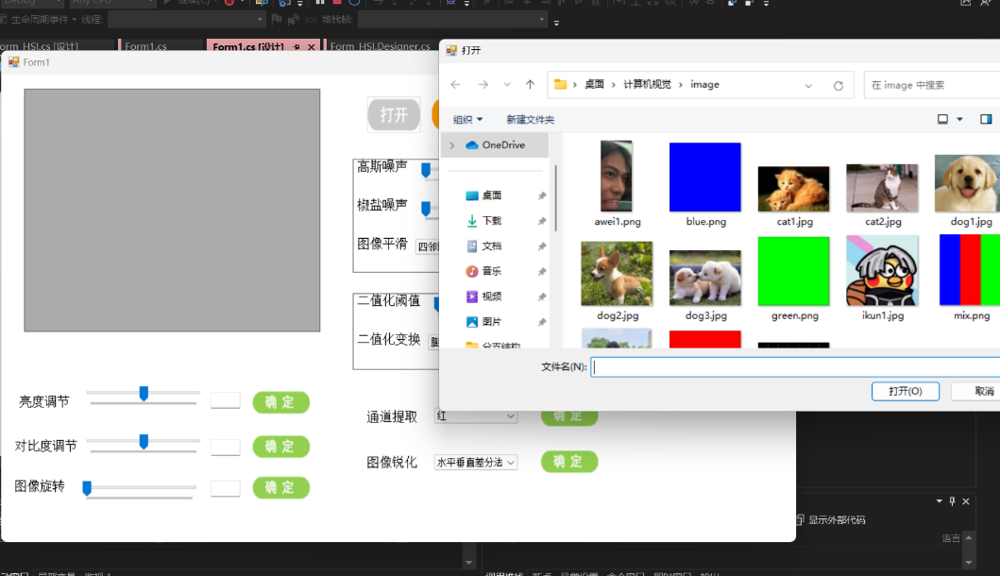 Debug Any CPU 继续(C)
生命周期事件 线程: 堆栈帧:
orm_HSI.cs [设计] Form1.cs Form1.cs [设计] Form_HSI.Designer.cs
Form1
打开
高斯噪声
椒盐噪声
图像平滑 四邻
二值化阈值
二值化变换
亮度调节 确定
对比度调节 确定
图像旋转 确定
通道提取 红 确定
图像锐化 水平垂直差分法 确定
打开
桌面 计算机视觉 image
在 image 中搜索
组织 新建文件夹
OneDrive
桌面
下载
文档
音乐
视频
图片
分支结构
awei1.png blue.png cat1.jpg cat2.jpg dog1.jpg
dog2.jpg dog3.jpg green.png ikun1.jpg mix.png
文件名(N):
打开(O) 取消
显示外部代码
语言